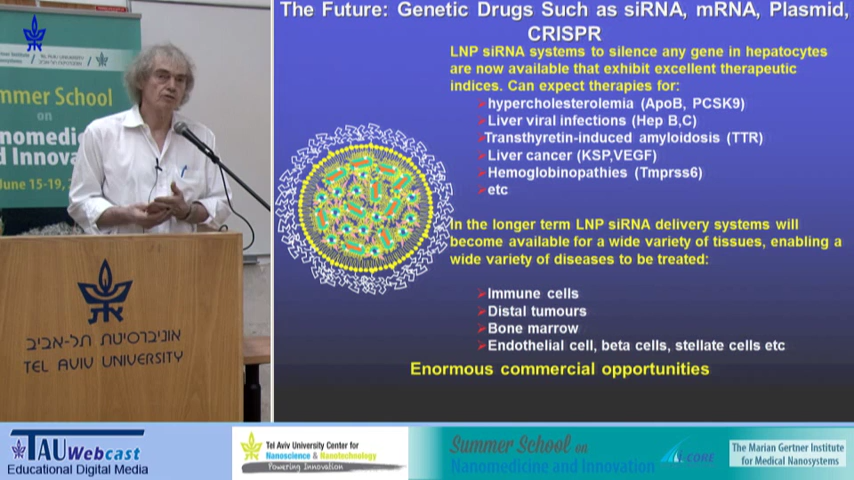 The Future: Genetic Drugs Such as siRNA, mRNA, Plasmid,
CRISPR
LNP siRNA systems to silence any gene in hepatocytes
are now available that exhibit excellent therapeutic
indices. Can expect therapies for:
➢hypercholesterolemia (ApoB, PCSK9)
➢Liver viral infections (Hep B,C)
➢Transthyretin-induced amyloidosis (TTR)
➢Liver cancer (KSP,VEGF)
➢Hemoglobinopathies (Tmprss6)
➢etc
In the longer term LNP siRNA delivery systems will
become available for a wide variety of tissues, enabling a
wide variety of diseases to be treated:
➢Immune cells
➢Distal tumours
➢Bone marrow
➢Endothelial cell, beta cells, stellate cells etc
Enormous commercial opportunities
TEL AVIV UNIVERSITY
mmer School
on
nomedic
d Innova
June 15-19,
אוניברסיטת תל-אביב
TEL AVIV UNIVERSITY
TAU Webcast
Educational Digital Media
Tel Aviv University Center for
Nanoscience & Nanotechnology
Powering Innovation
Summer School on
Nanomedicine and Innovation
i-CORE
The Marian Gertner Institute
for Medical Nanosystems